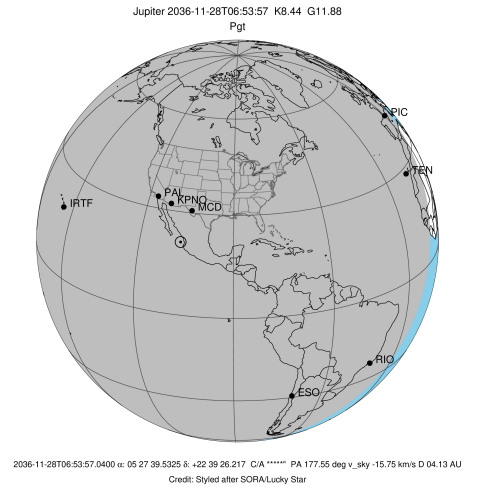 Jupiter 2036-11-28T06:53:57 K8.44 G11.88
Pgt
PIC
TEN
PAL
KPNO
IRTF
MCD
RIO
ESO
2036-11-28T06:53:57.0400 α: 05 27 39.5325 δ: +22 39 26.217 C/A *****" PA 177.55 deg v_sky -15.75 km/s D 04.13 AU
Credit: Styled after SORA/Lucky Star